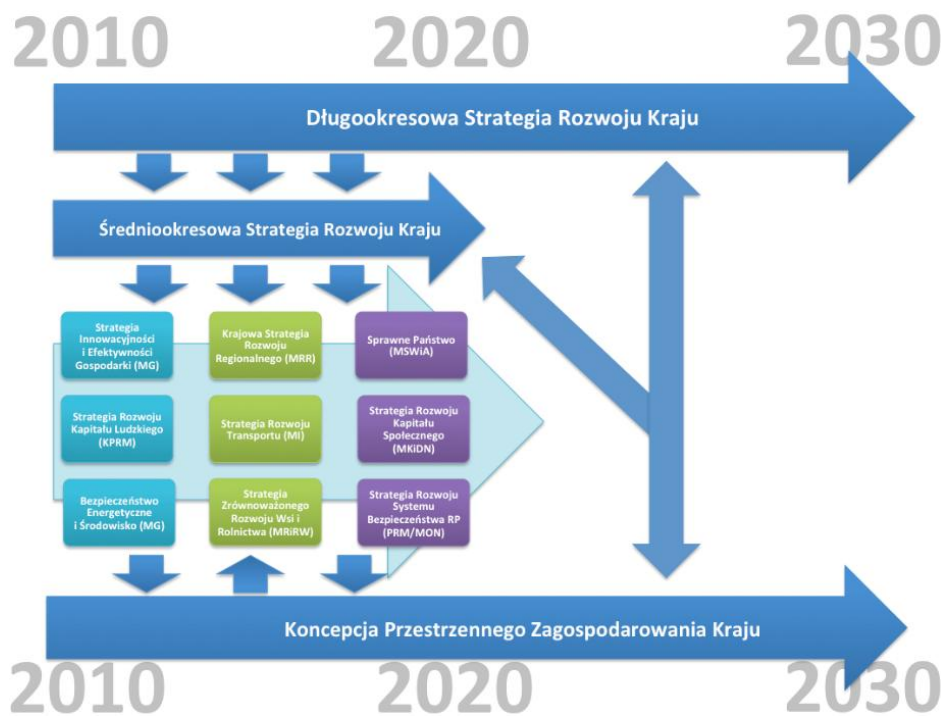 2010 2020 2030
Długookresowa Strategia Rozwoju Kraju
Średniookresowa Strategia Rozwoju Kraju
Strategia
Innowacyjności
i Efektywności
Gospodarki (MG)
Krajowa Strategia
Rozwoju
Regionalnego (MRR)
Sprawne Państwo
(MSWiA)
Strategia Rozwoju
Kapitału Ludzkiego
(KPRM)
Strategia Rozwoju
Transportu (MI)
Strategia Rozwoju
Kapitału
Społecznego
(MKiDN)
Bezpieczeństwo
Energetyczne
i Środowisko (MG)
Strategia
Zrównoważonego
Rozwoju Wsi i
Rolnictwa (MRiRW)
Strategia Rozwoju
Systemu
Bezpieczeństwa RP
(PRM/MON)
Koncepcja Przestrzennego Zagospodarowania Kraju
2010 2020 2030